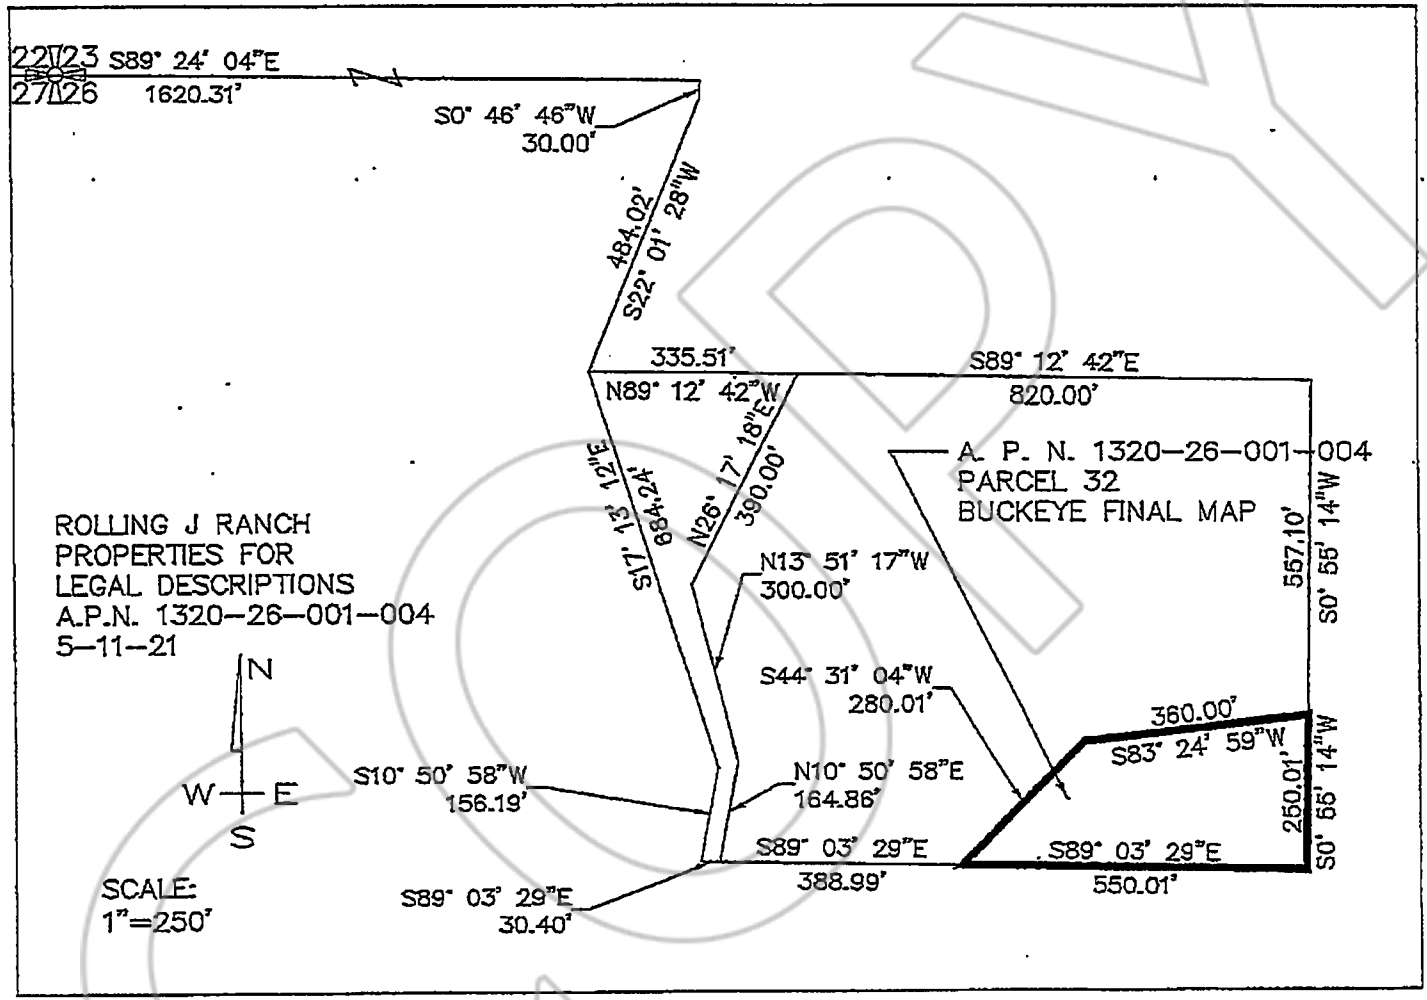 22 23
27 26
S89° 24' 04"E
1620.31'
S0° 46' 46"W
30.00'
484.02'
S22° 01' 28"W
335.51'
N89° 12' 42"W
S89° 12' 42"E
820.00'
A. P. N. 1320-26-001-004
PARCEL 32
BUCKEYE FINAL MAP
S17° 13' 12"E
884.24'
N26° 17' 18"E
390.00'
557.10'
S0° 55' 14"W
ROLLING J RANCH
PROPERTIES FOR
LEGAL DESCRIPTIONS
A.P.N. 1320-26-001-004
5-11-21
N13° 51' 17"W
300.00'
S44° 31' 04"W
280.01'
360.00'
S83° 24' 59"W
250.01'
S0° 55' 14"W
N
W E
S
S10° 50' 58"W
156.19'
N10° 50' 58"E
164.86'
S89° 03' 29"E
388.99'
S89° 03' 29"E
550.01'
S89° 03' 29"E
30.40'
SCALE:
1"=250'
COPY